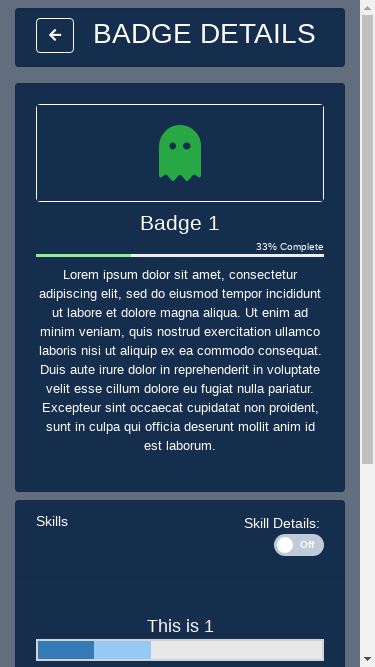 BADGE DETAILS
Badge 1
33% Complete
Lorem ipsum dolor sit amet, consectetur
adipiscing elit, sed do eiusmod tempor incididunt
ut labore et dolore magna aliqua. Ut enim ad
minim veniam, quis nostrud exercitation ullamco
laboris nisi ut aliquip ex ea commodo consequat.
Duis aute irure dolor in reprehenderit in voluptate
velit esse cillum dolore eu fugiat nulla pariatur.
Excepteur sint occaecat cupidatat non proident,
sunt in culpa qui officia deserunt mollit anim id
est laborum.
Skills
Skill Details:
Off
This is 1